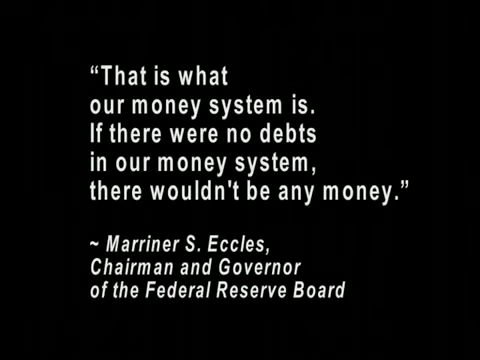 “That is what
our money system is.
If there were no debts
in our money system,
there wouldn't be any money.”
~ Marriner S. Eccles,
Chairman and Governor
of the Federal Reserve Board